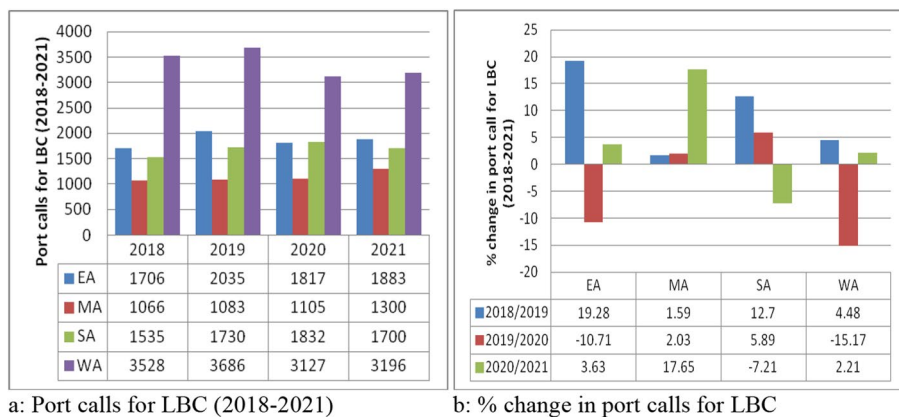 Port calls for LBC (2018-2021)
4000
3500
3000
2500
2000
1500
1000
500
0
2018 2019 2020 2021
EA 1706 2035 1817 1883
MA 1066 1083 1105 1300
SA 1535 1730 1832 1700
WA 3528 3686 3127 3196
a: Port calls for LBC (2018-2021)
% change in port call for LBC
(2018-2021)
25
20
15
10
5
0
-5
-10
-15
-20
EA MA SA WA
2018/2019 19.28 1.59 12.7 4.48
2019/2020 -10.71 2.03 5.89 -15.17
2020/2021 3.63 17.65 -7.21 2.21
b: % change in port calls for LBC